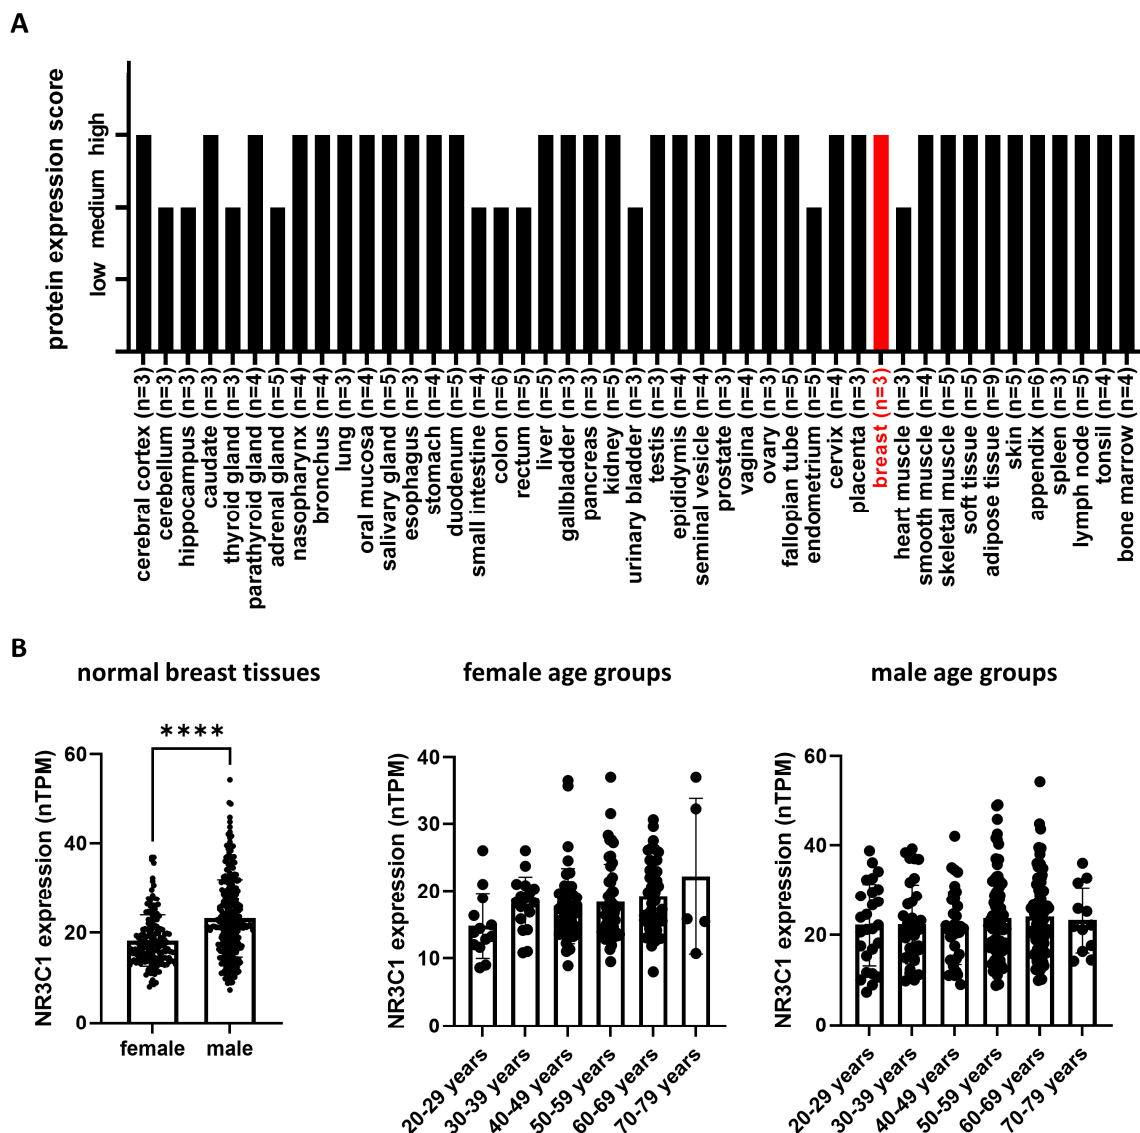 A
protein expression score
high
medium
low
cerebral cortex (n=3)
cerebellum (n=3)
hippocampus (n=3)
caudate (n=3)
thyroid gland (n=3)
parathyroid gland (n=4)
adrenal gland (n=5)
nasopharynx (n=4)
bronchus (n=4)
lung (n=3)
oral mucosa (n=4)
salivary gland (n=5)
esophagus (n=3)
stomach (n=4)
duodenum (n=5)
small intestine (n=4)
colon (n=6)
rectum (n=5)
liver (n=5)
gallbladder (n=3)
pancreas (n=3)
kidney (n=5)
urinary bladder (n=3)
testis (n=3)
epididymis (n=4)
seminal vesicle (n=4)
prostate (n=3)
vagina (n=4)
ovary (n=3)
fallopian tube (n=5)
endometrium (n=5)
cervix (n=4)
placenta (n=3)
breast (n=3)
heart muscle (n=3)
smooth muscle (n=4)
skeletal muscle (n=5)
soft tissue (n=5)
adipose tissue (n=9)
skin (n=5)
appendix (n=6)
spleen (n=3)
lymph node (n=5)
tonsil (n=4)
bone marrow (n=4)
B
normal breast tissues
****
NR3C1 expression (nTPM)
60
40
20
0
female
male
female age groups
NR3C1 expression (nTPM)
40
30
20
10
0
20-29 years
30-39 years
40-49 years
50-59 years
60-69 years
70-79 years
male age groups
NR3C1 expression (nTPM)
60
40
20
0
20-29 years
30-39 years
40-49 years
50-59 years
60-69 years
70-79 years